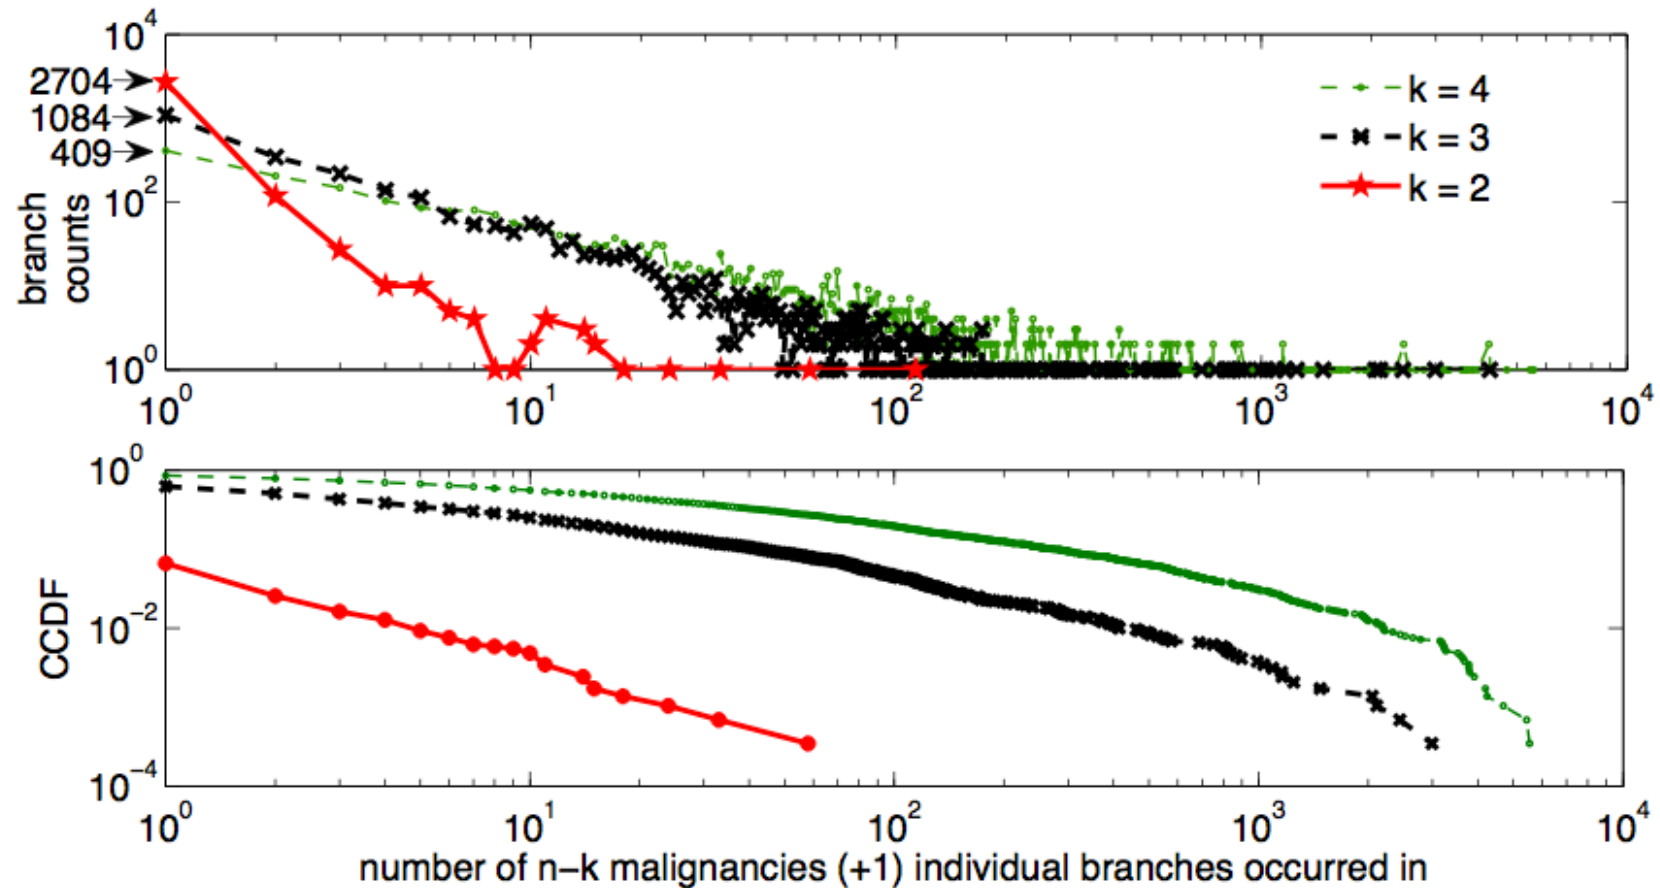 10^4
2704
1084
409
10^2
10^0
branch
counts
k = 4
k = 3
k = 2
10^0 10^1 10^2 10^3 10^4
10^0
10^−2
10^−4
CCDF
10^0 10^1 10^2 10^3 10^4
number of n−k malignancies (+1) individual branches occurred in